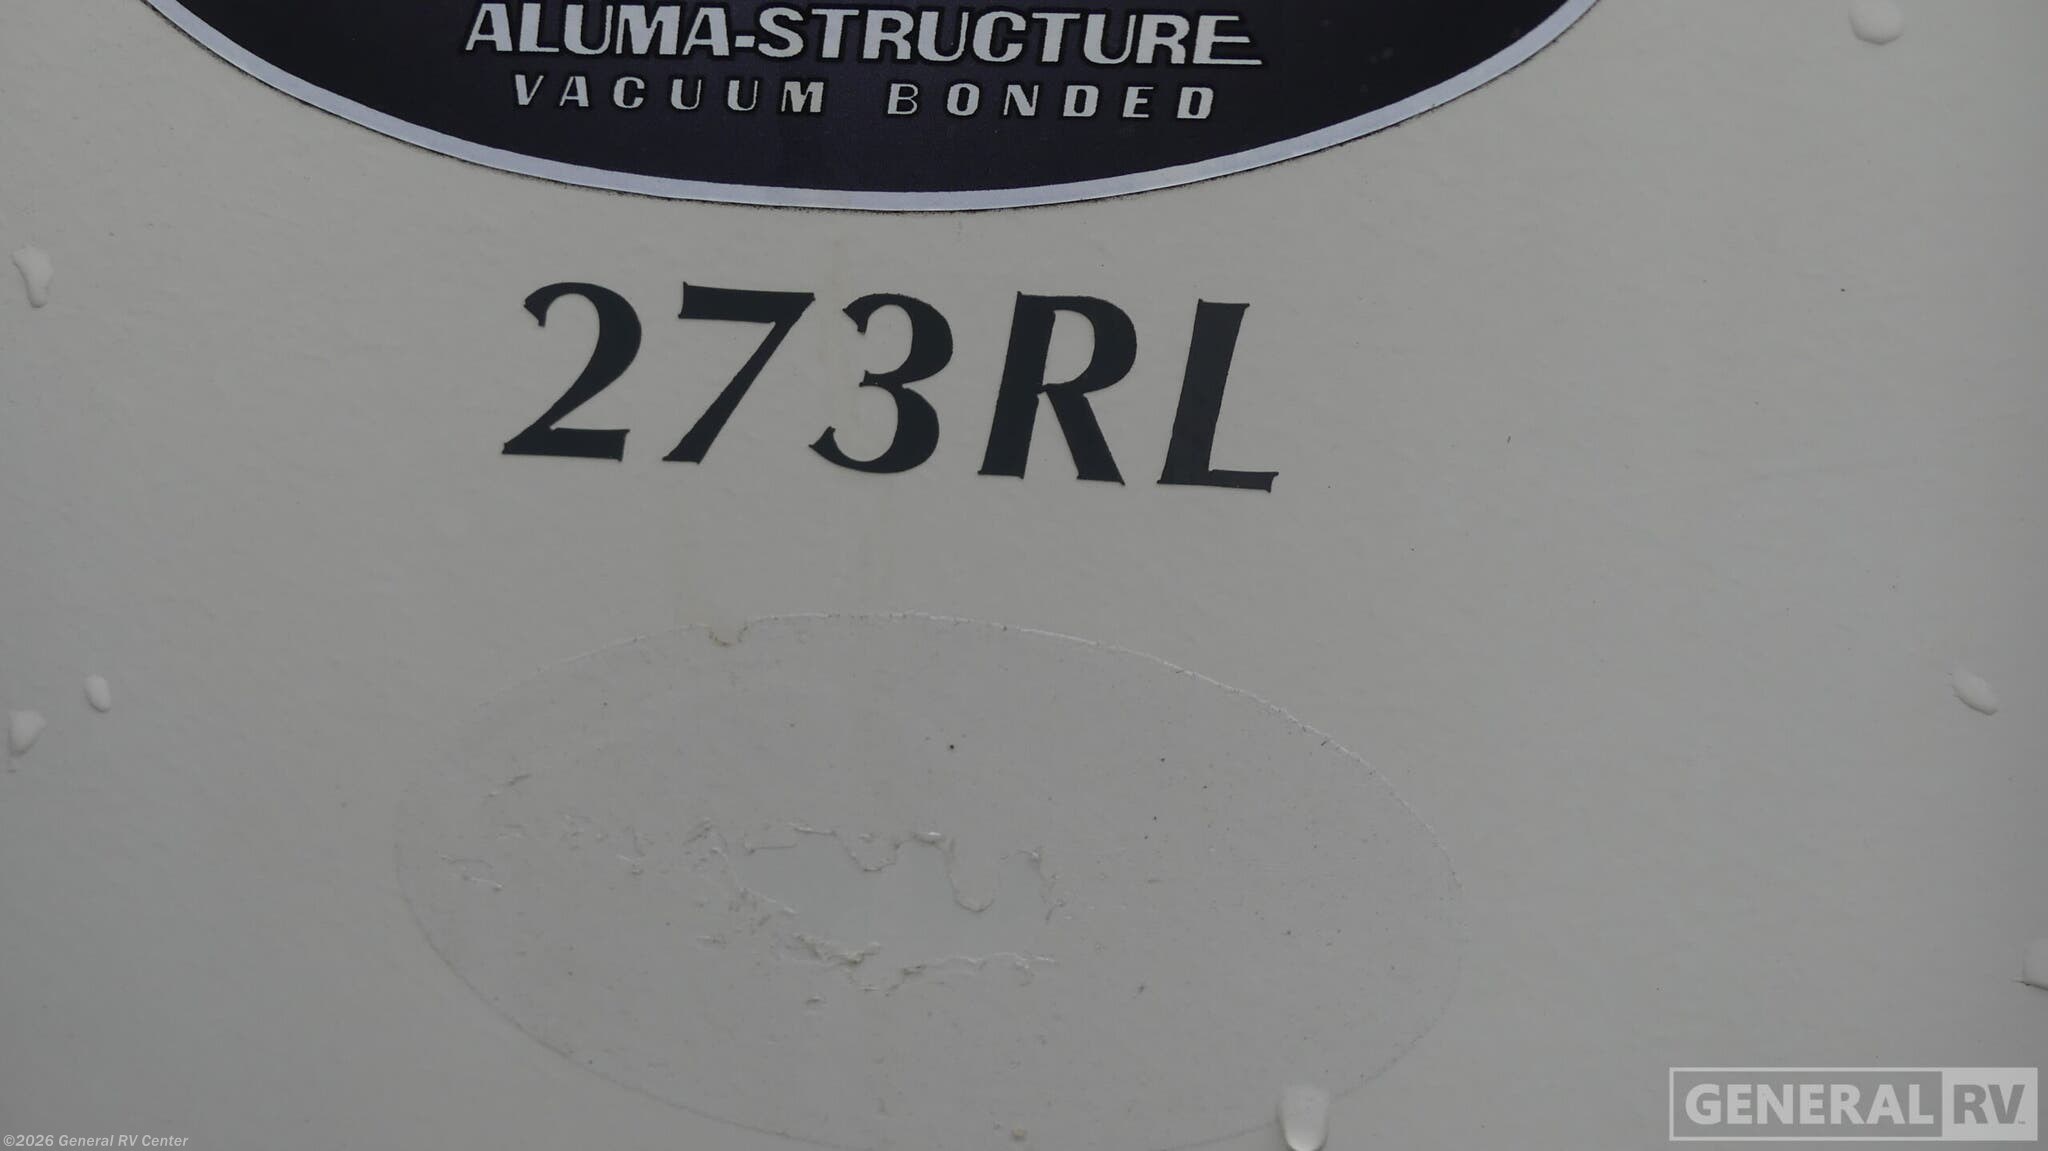 ALUMA-STRUCTURE
VACUUM BONDED
273RL
GENERAL RV
©2026 General RV Center